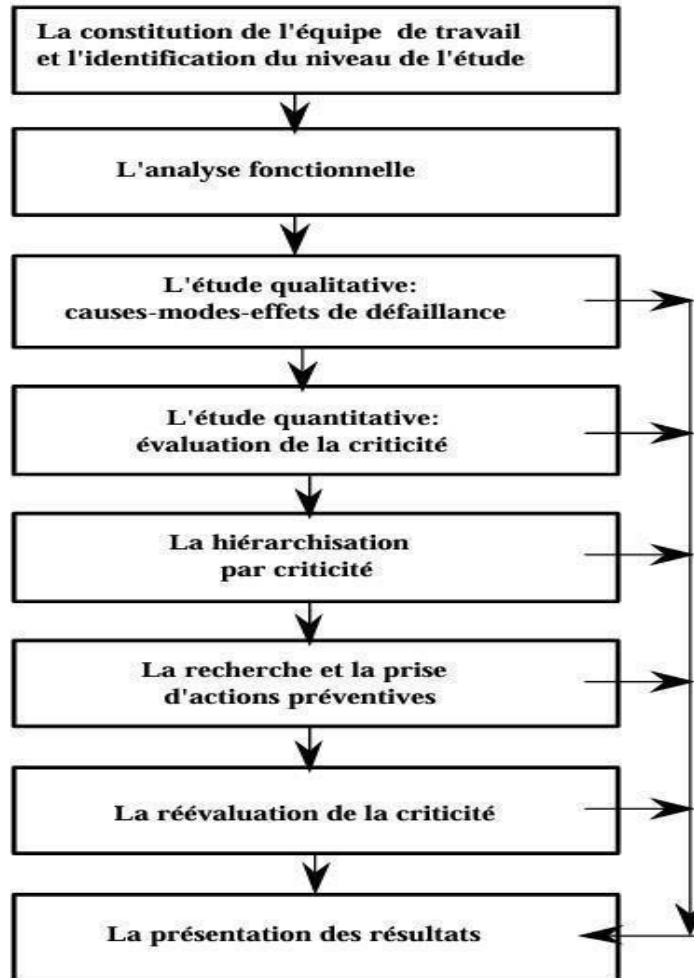 La constitution de l'équipe de travail
et l'identification du niveau de l'étude
L'analyse fonctionnelle
L'étude qualitative:
causes-modes-effets de défaillance
L'étude quantitative:
évaluation de la criticité
La hiérarchisation
par criticité
La recherche et la prise
d'actions préventives
La réévaluation de la criticité
La présentation des résultats